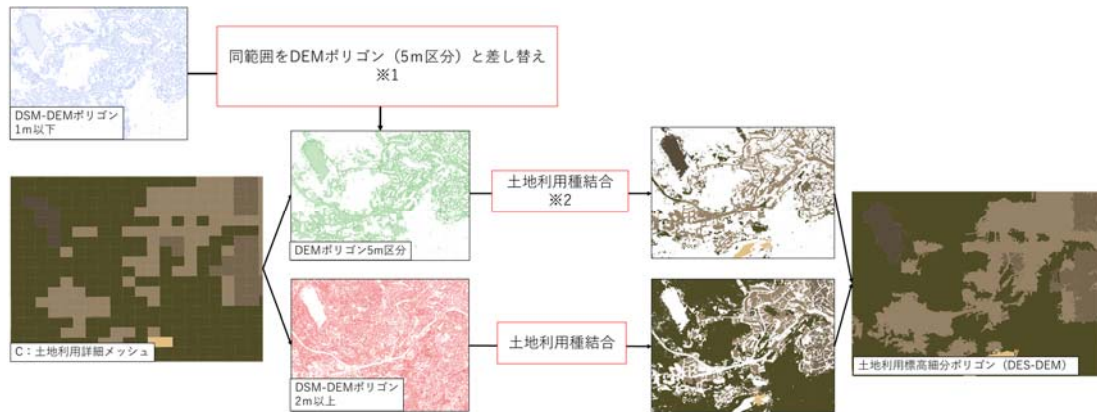 同範囲をDEMポリゴン（5m区分）と差し替え
※1
DSM-DEMポリゴン
1m以下
土地利用種結合
※2
DEMポリゴン5m区分
土地利用種結合
C：土地利用詳細メッシュ
土地利用標高細分ポリゴン（DES-DEM）
DSM-DEMポリゴン
2m以上